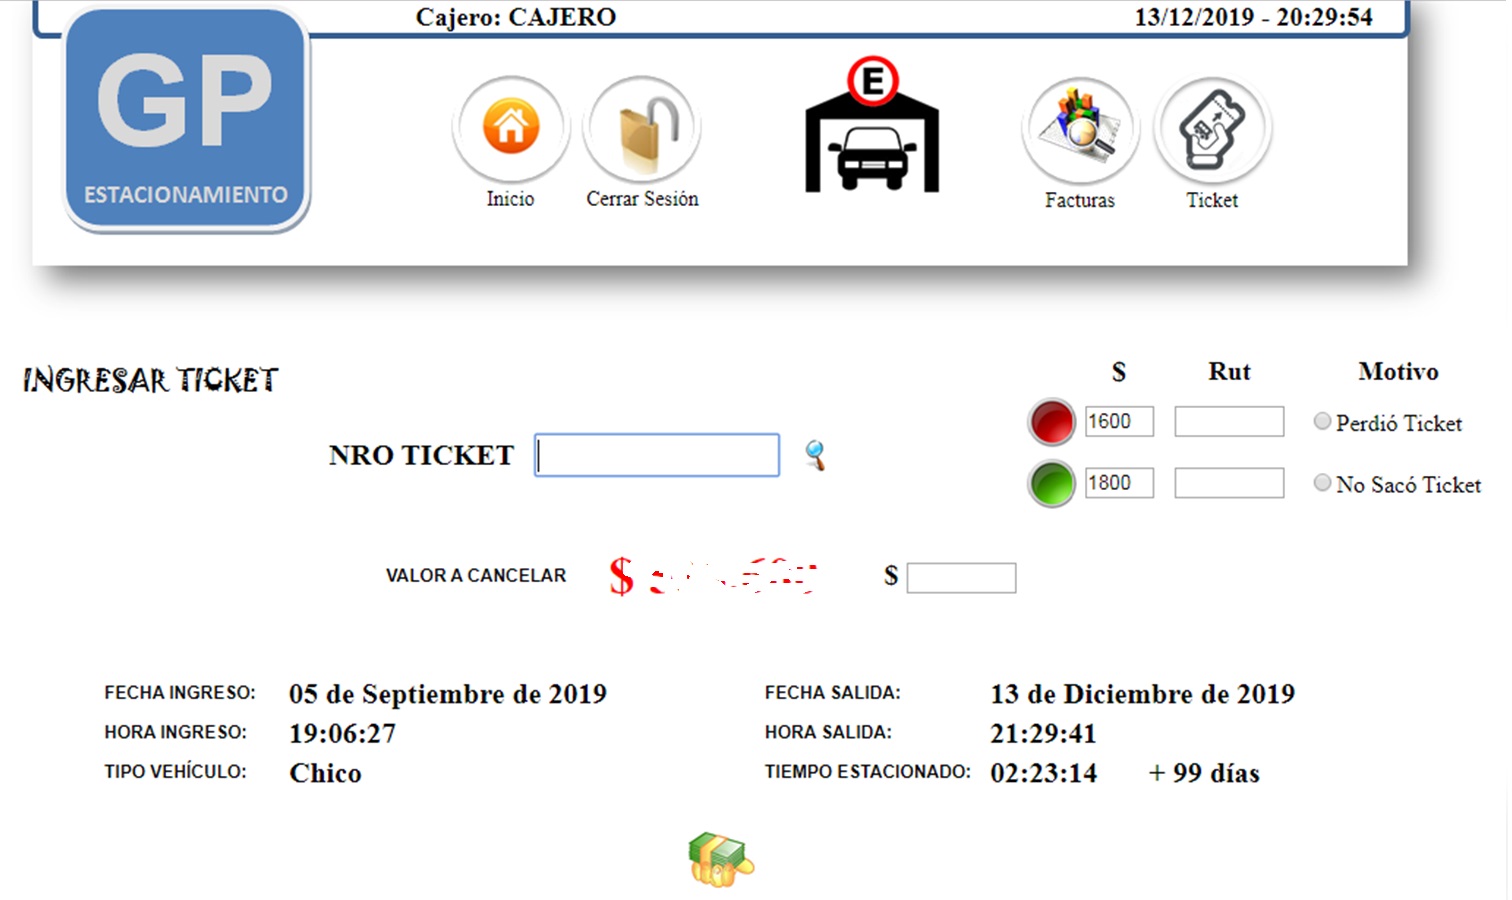 Cajero: CAJERO
13/12/2019 - 20:29:54
GP
ESTACIONAMIENTO
E
Inicio
Cerrar Sesión
Facturas
Ticket
INGRESAR TICKET
$
Rut
Motivo
1600
Perdió Ticket
NRO TICKET
1800
No Sacó Ticket
VALOR A CANCELAR
$
$
FECHA INGRESO:
05 de Septiembre de 2019
FECHA SALIDA:
13 de Diciembre de 2019
HORA INGRESO:
19:06:27
HORA SALIDA:
21:29:41
TIPO VEHÍCULO:
Chico
TIEMPO ESTACIONADO:
02:23:14 + 99 días